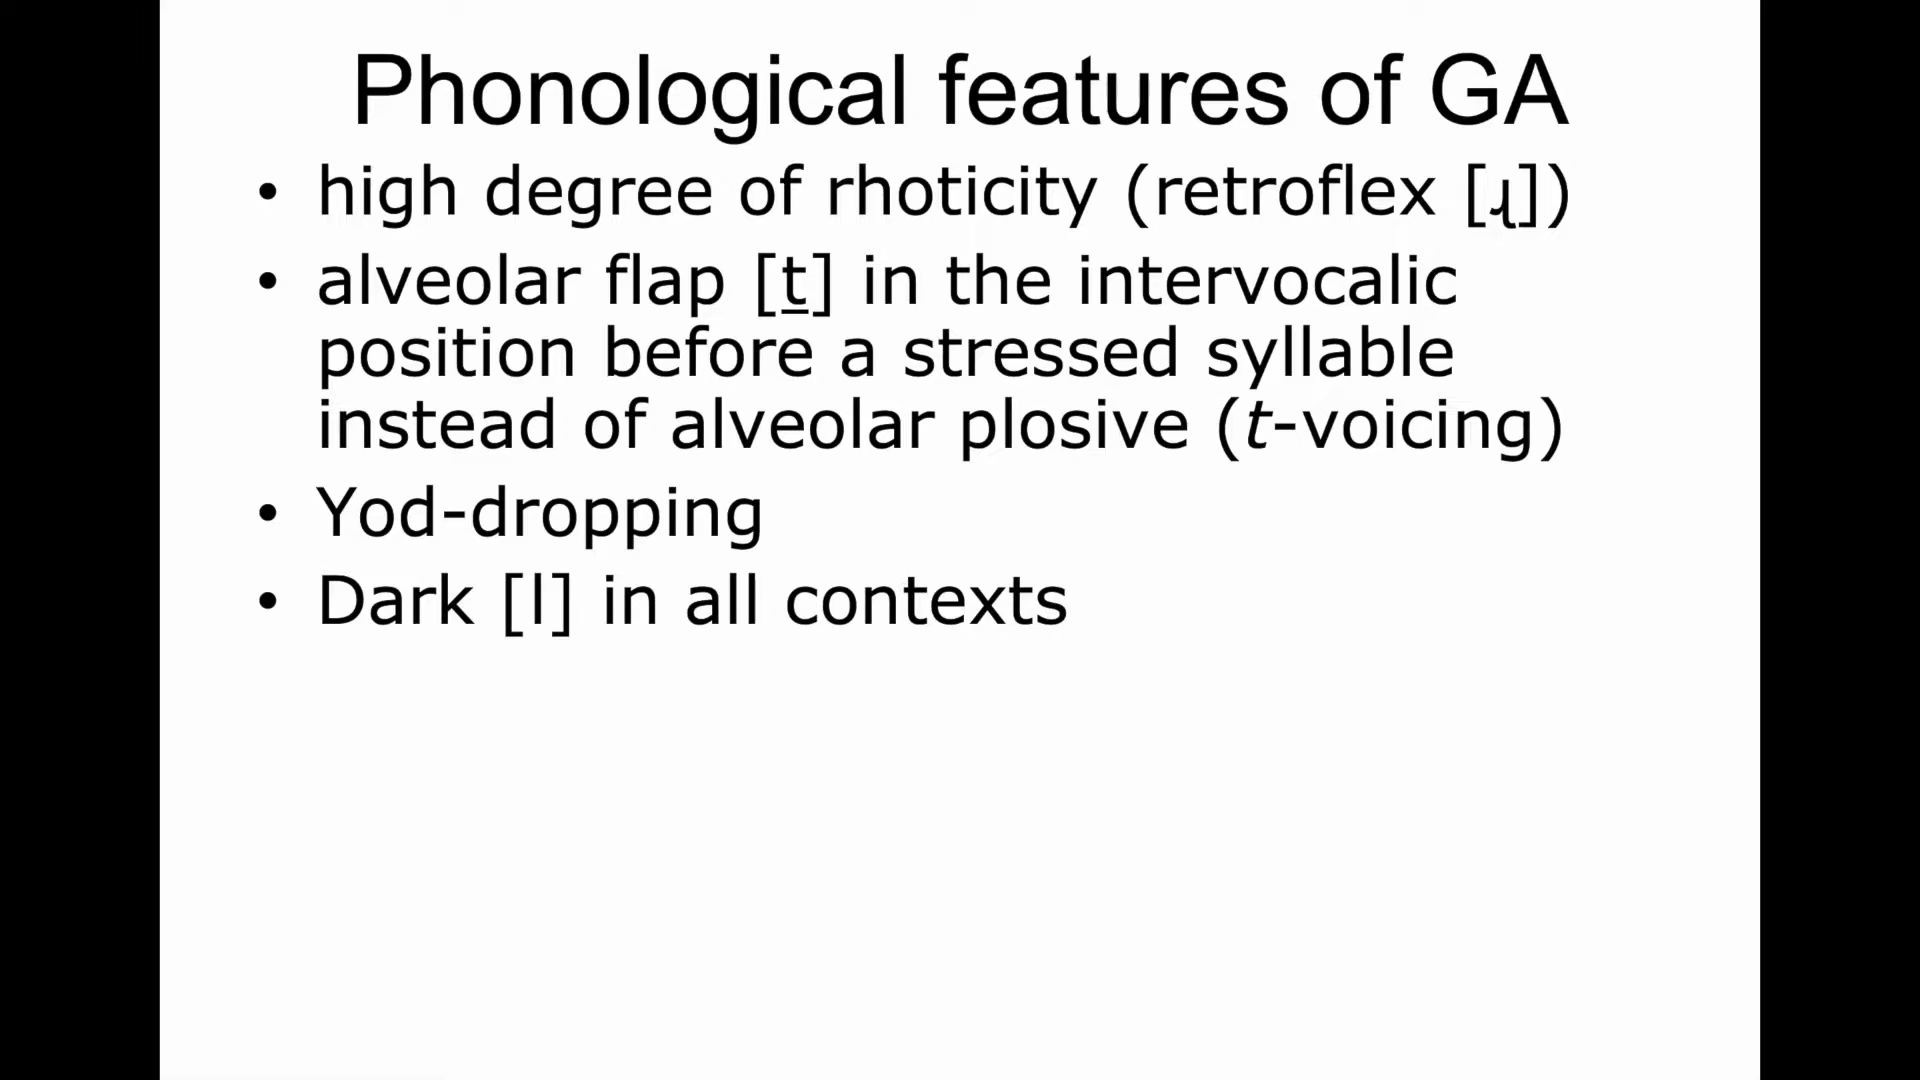 Phonological features of GA
• high degree of rhoticity (retroflex [ɻ])
• alveolar flap [t̲] in the intervocalic
position before a stressed syllable
instead of alveolar plosive (t-voicing)
• Yod-dropping
• Dark [l] in all contexts